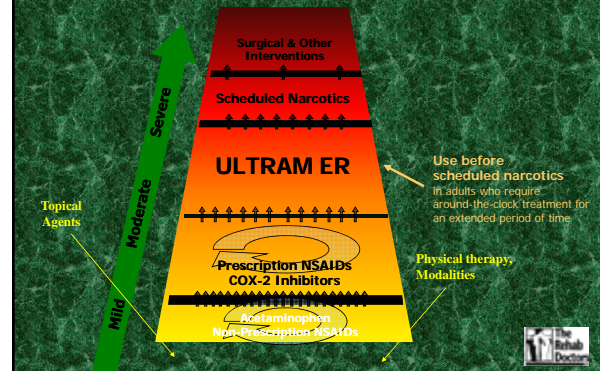 Surgical & Other
Interventions
Scheduled Narcotics
ULTRAM ER
Prescription NSAIDs
COX-2 Inhibitors
Acetaminophen
Non-Prescription NSAIDs
Severe
Moderate
Mild
Topical
Agents
Use before
scheduled narcotics
in adults who require
around-the-clock treatment for
an extended period of time
Physical therapy,
Modalities
The
Rehab
Doctors